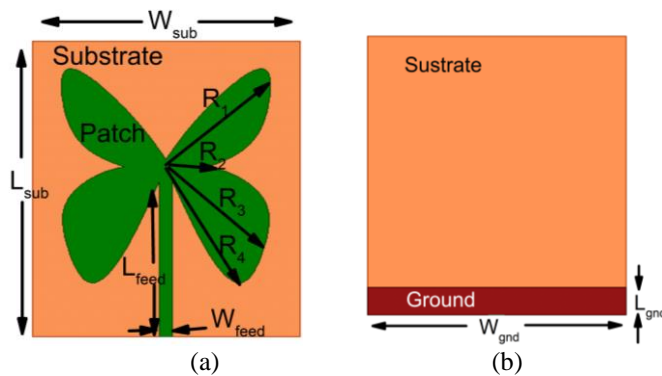 W_sub
Substrate
R_1
Patch
R_2
L_sub
R_3
R_4
L_feed
W_feed
(a)
(b)
Sustrate
Ground
L_gnd
W_gnd